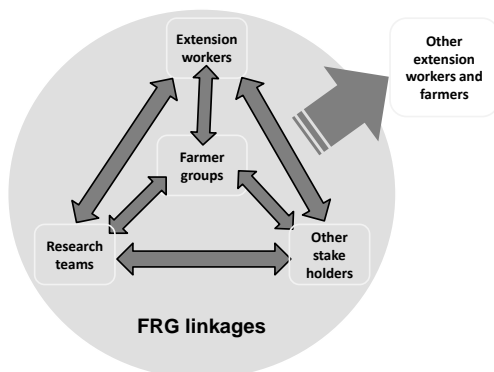 Extension
workers
Other
extension
workers and
farmers
Farmer
groups
Research
teams
Other
stake
holders
FRG linkages